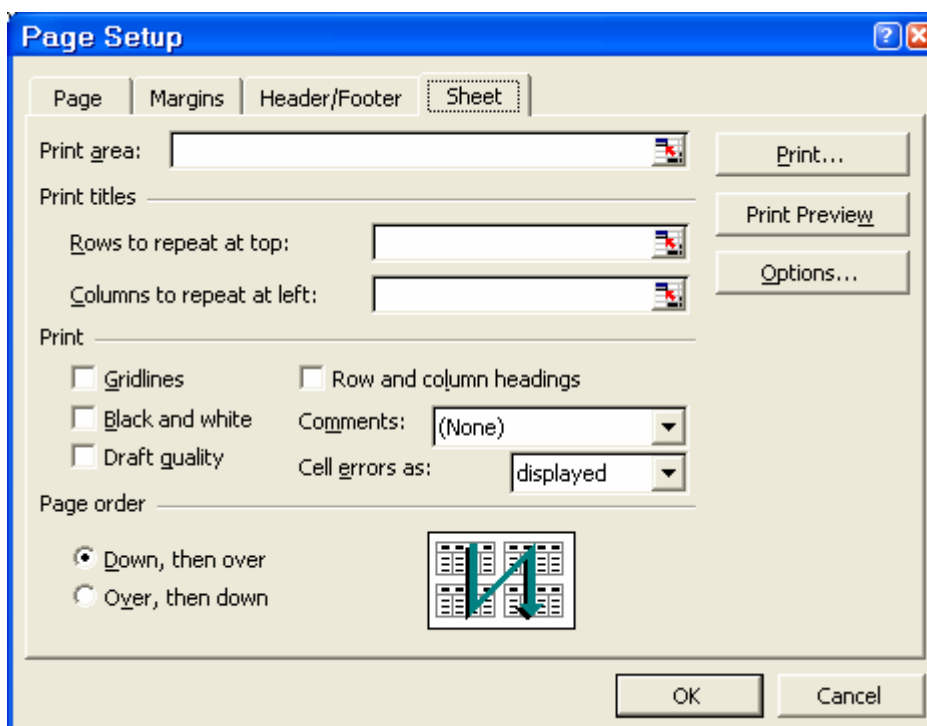 Page Setup
Page Margins Header/Footer Sheet
Print area:
Print...
Print titles
Print Preview
Rows to repeat at top:
Options...
Columns to repeat at left:
Print
Gridlines Row and column headings
Black and white Comments: (None)
Draft quality Cell errors as: displayed
Page order
Down, then over
Over, then down
OK Cancel